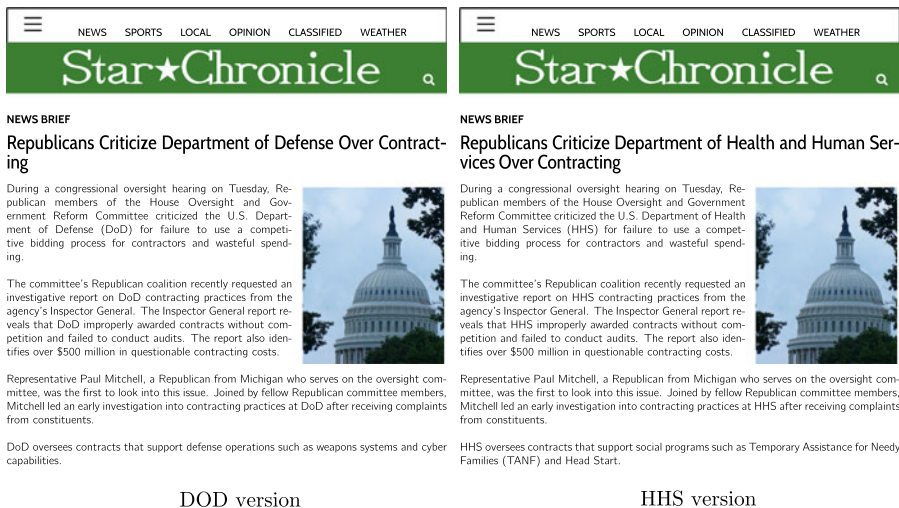 NEWS SPORTS LOCAL OPINION CLASSIFIED WEATHER
Star★Chronicle
NEWS BRIEF
Republicans Criticize Department of Defense Over Contract-
ing
During a congressional oversight hearing on Tuesday, Re-
publican members of the House Oversight and Gov-
ernment Reform Committee criticized the U.S. Depart-
ment of Defense (DoD) for failure to use a competi-
tive bidding process for contractors and wasteful spend-
ing.
The committee's Republican coalition recently requested an
investigative report on DoD contracting practices from the
agency's Inspector General. The Inspector General report re-
veals that DoD improperly awarded contracts without com-
petition and failed to conduct audits. The report also iden-
tifies over $500 million in questionable contracting costs.
Representative Paul Mitchell, a Republican from Michigan who serves on the oversight com-
mittee, was the first to look into this issue. Joined by fellow Republican committee members,
Mitchell led an early investigation into contracting practices at DoD after receiving complaints
from constituents.
DoD oversees contracts that support defense operations such as weapons systems and cyber
capabilities.
DOD version
NEWS SPORTS LOCAL OPINION CLASSIFIED WEATHER
Star★Chronicle
NEWS BRIEF
Republicans Criticize Department of Health and Human Ser-
vices Over Contracting
During a congressional oversight hearing on Tuesday, Re-
publican members of the House Oversight and Government
Reform Committee criticized the U.S. Department of Health
and Human Services (HHS) for failure to use a compet-
itive bidding process for contractors and wasteful spend-
ing.
The committee's Republican coalition recently requested an
investigative report on HHS contracting practices from the
agency's Inspector General. The Inspector General report re-
veals that HHS improperly awarded contracts without com-
petition and failed to conduct audits. The report also iden-
tifies over $500 million in questionable contracting costs.
Representative Paul Mitchell, a Republican from Michigan who serves on the oversight com-
mittee, was the first to look into this issue. Joined by fellow Republican committee members,
Mitchell led an early investigation into contracting practices at HHS after receiving complaints
from constituents.
HHS oversees contracts that support social programs such as Temporary Assistance for Needy
Families (TANF) and Head Start.
HHS version